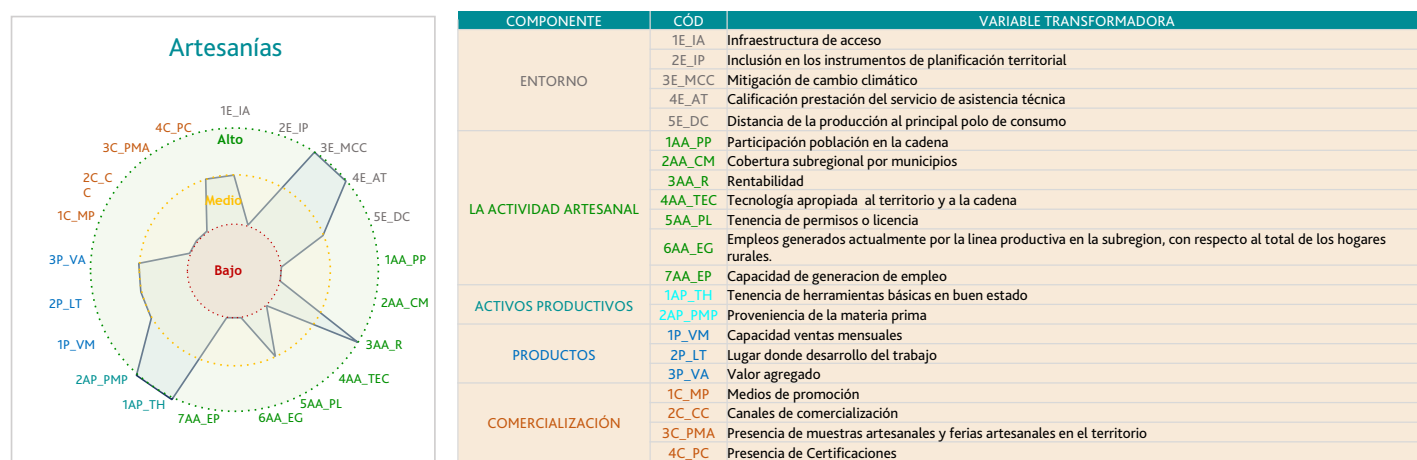 Artesanías
1E_IA
2E_IP
3E_MCC
4E_AT
5E_DC
1AA_PP
2AA_CM
3AA_R
4AA_TEC
5AA_PL
6AA_EG
7AA_EP
1AP_TH
2AP_PMP
1P_VM
2P_LT
3P_VA
1C_MP
2C_C
C
3C_PMA
4C_PC
Alto
Medio
Bajo
COMPONENTE CÓD VARIABLE TRANSFORMADORA
ENTORNO
1E_IA Infraestructura de acceso
2E_IP Inclusión en los instrumentos de planificación territorial
3E_MCC Mitigación de cambio climático
4E_AT Calificación prestación del servicio de asistencia técnica
5E_DC Distancia de la producción al principal polo de consumo
LA ACTIVIDAD ARTESANAL
1AA_PP Participación población en la cadena
2AA_CM Cobertura subregional por municipios
3AA_R Rentabilidad
4AA_TEC Tecnología apropiada al territorio y a la cadena
5AA_PL Tenencia de permisos o licencia
6AA_EG Empleos generados actualmente por la linea productiva en la subregion, con respecto al total de los hogares
rurales.
7AA_EP Capacidad de generacion de empleo
ACTIVOS PRODUCTIVOS
1AP_TH Tenencia de herramientas básicas en buen estado
2AP_PMP Proveniencia de la materia prima
PRODUCTOS
1P_VM Capacidad ventas mensuales
2P_LT Lugar donde desarrollo del trabajo
3P_VA Valor agregado
COMERCIALIZACIÓN
1C_MP Medios de promoción
2C_CC Canales de comercialización
3C_PMA Presencia de muestras artesanales y ferias artesanales en el territorio
4C_PC Presencia de Certificaciones